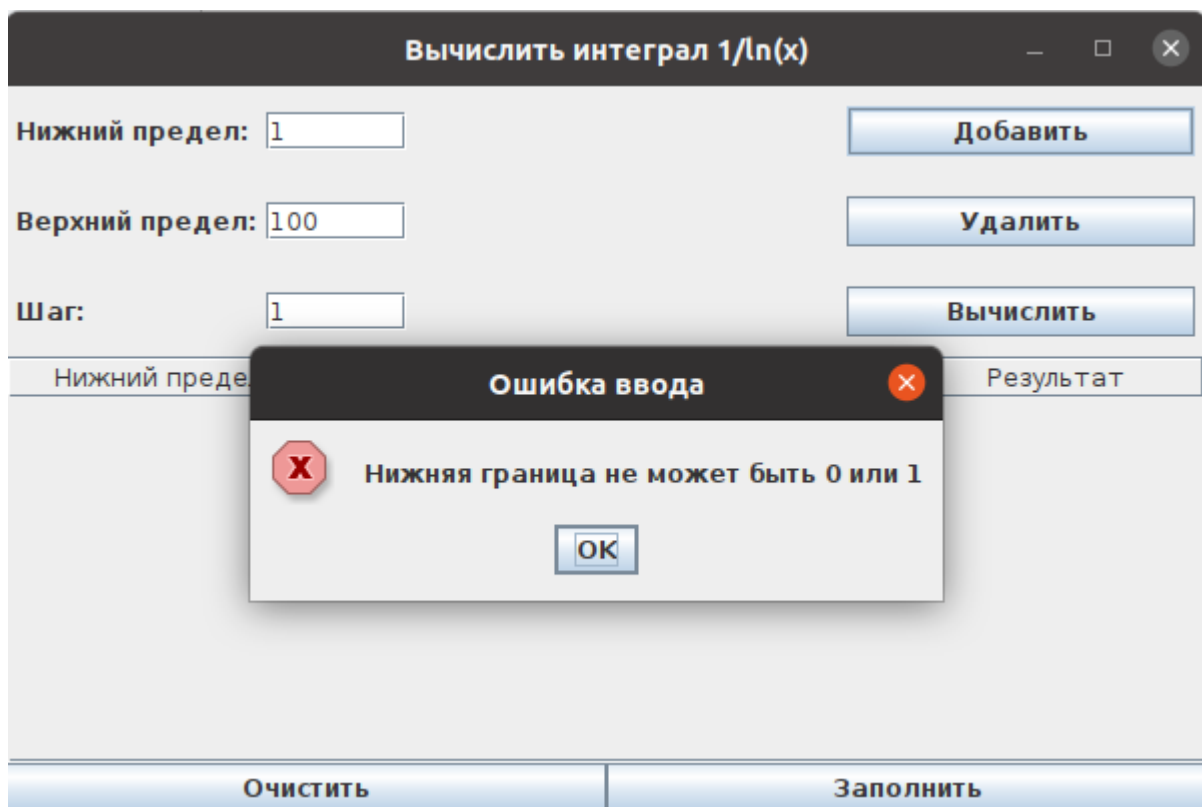 Вычислить интеграл 1/ln(x)
Нижний предел: 1
Добавить
Верхний предел: 100
Удалить
Шаг: 1
Вычислить
Нижний Результат
Ошибка ввода
Нижняя граница не может быть 0 или 1
OK
Очистить Заполнить